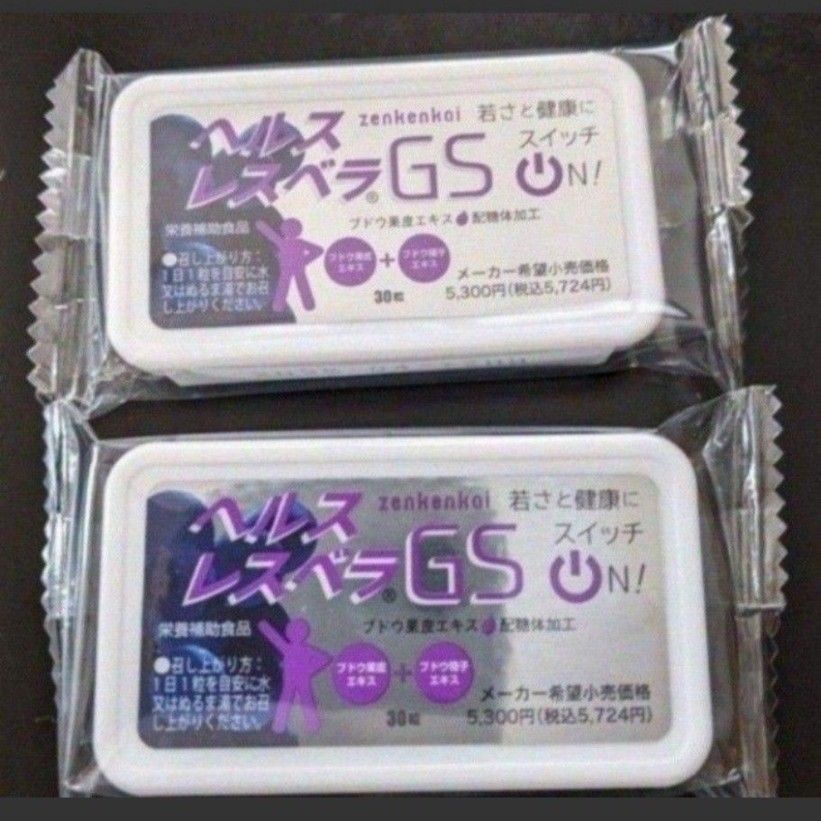 zenkenkai 若さと健康に
ヘルス
レスベラ®GS スイッチ
ON!
ブドウ果皮エキス 配糖体加工
栄養補助食品
●召し上がり方：
1日1粒を目安に水
又はぬるま湯でお召
し上がりください。
ブドウ果皮
エキス
+
ブドウ種子
エキス
30粒
メーカー希望小売価格
5,300円(税込5,724円)
zenkenkai 若さと健康に
ヘルス
レスベラ®GS スイッチ
ON!
ブドウ果皮エキス 配糖体加工
栄養補助食品
●召し上がり方：
1日1粒を目安に水
又はぬるま湯でお召
し上がりください。
ブドウ果皮
エキス
+
ブドウ種子
エキス
30粒
メーカー希望小売価格
5,300円(税込5,724円)